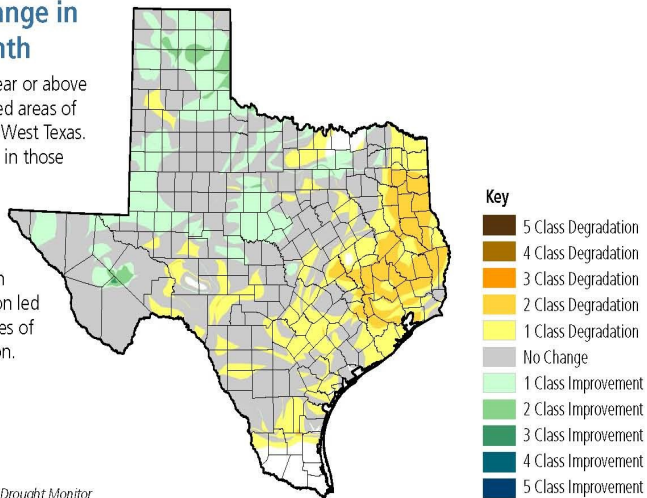 ange in
nth
ear or above
ed areas of
West Texas.
in those
n
on led
es of
on.
Drought Monitor
Key
5 Class Degradation
4 Class Degradation
3 Class Degradation
2 Class Degradation
1 Class Degradation
No Change
1 Class Improvement
2 Class Improvement
3 Class Improvement
4 Class Improvement
5 Class Improvement